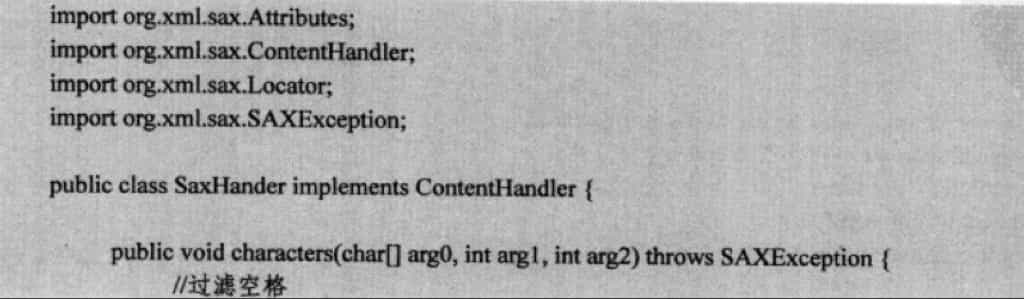 import org.xml.sax.Attributes;
import org.xml.sax.ContentHandler;
import org.xml.sax.Locator;
import org.xml.sax.SAXException;
public class SaxHander implements ContentHandler {
public void characters(char[] arg0, int arg1, int arg2) throws SAXException {
//过滤空格